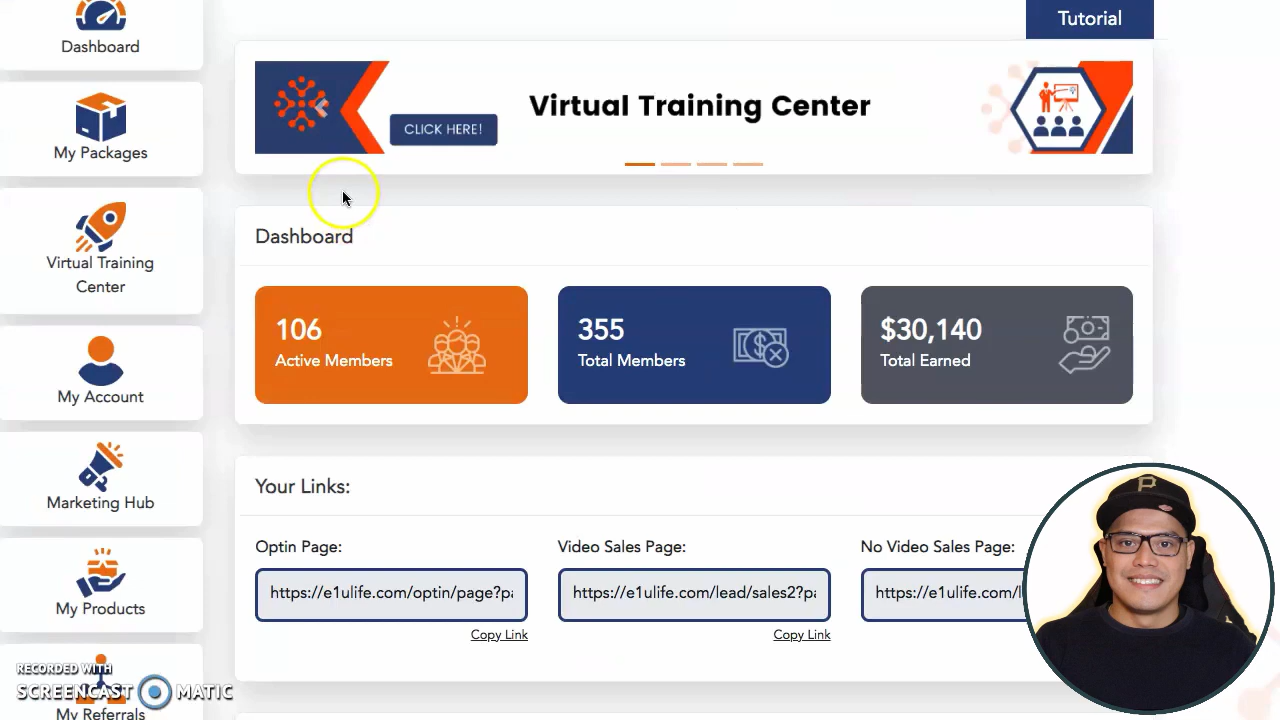 Tutorial
Dashboard
My Packages
Virtual Training
Center
My Account
Marketing Hub
My Products
My Referrals
CLICK HERE!
Virtual Training Center
Dashboard
106
Active Members
355
Total Members
$30,140
Total Earned
Your Links:
Optin Page:
https://e1ulife.com/optin/page?pa
Copy Link
Video Sales Page:
https://e1ulife.com/lead/sales2?pa
Copy Link
No Video Sales Page:
https://e1ulife.com/l
P
RECORDED WITH
SCREENCAST MATIC